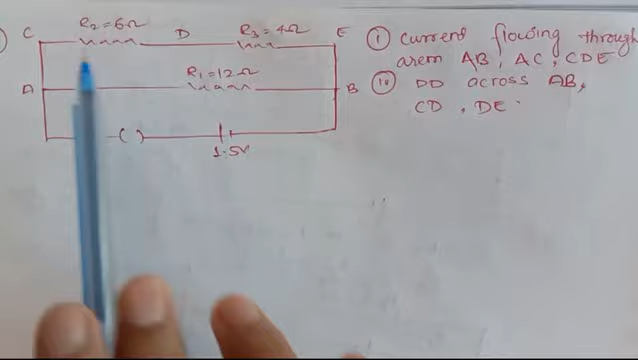 C R2 = 6Ω D R3 = 4Ω E
R1 = 12Ω
A B
( )
1.5V
(i) current flowing through
arem AB, AC, CDE
(ii) PD across AB,
CD, DE.